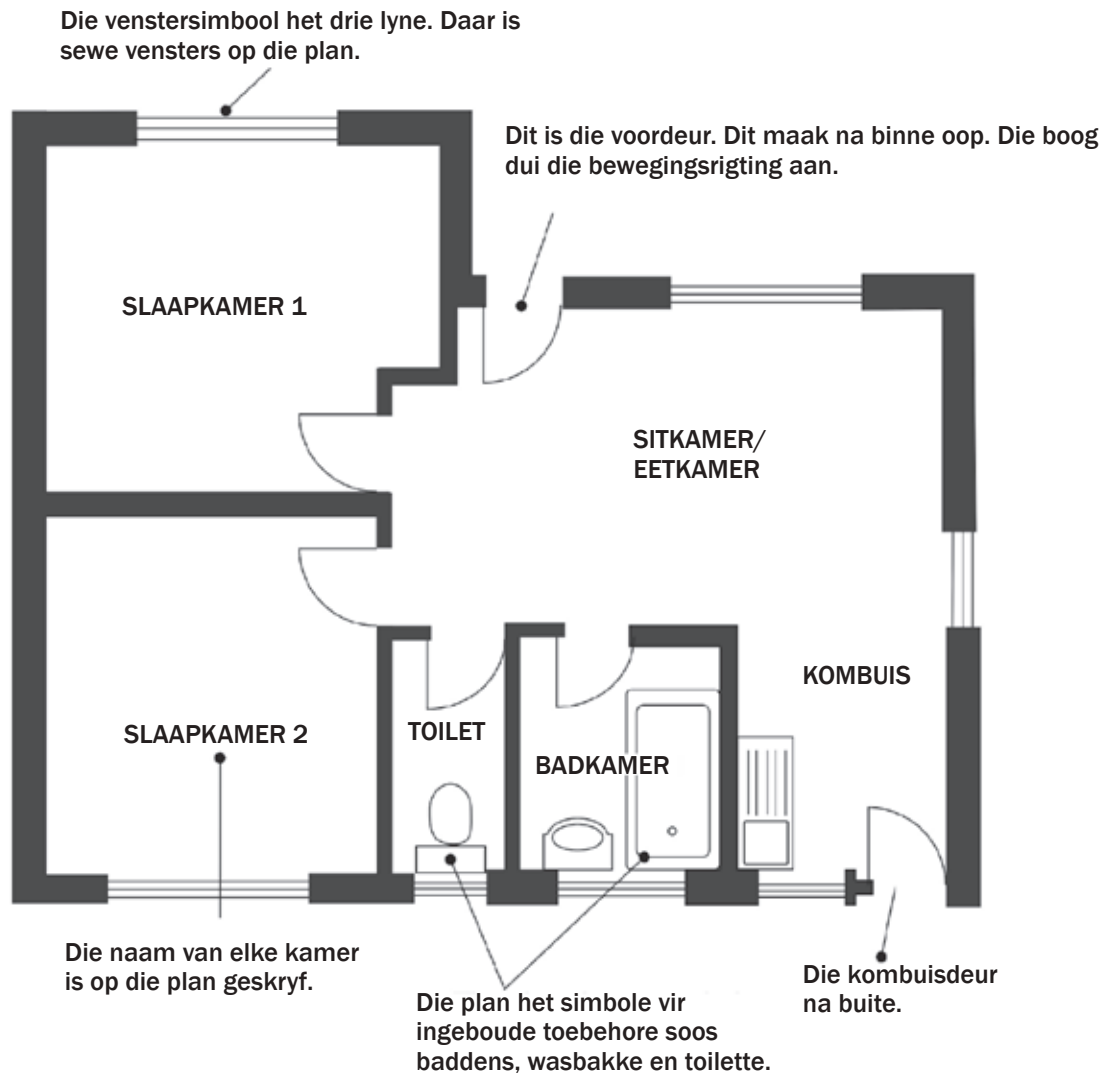 Die venstersimbool het drie lyne. Daar is
sewe vensters op die plan.
Dit is die voordeur. Dit maak na binne oop. Die boog
dui die bewegingsrigting aan.
SLAAPKAMER 1
SITKAMER/
EETKAMER
KOMBUIS
SLAAPKAMER 2
TOILET
BADKAMER
Die naam van elke kamer
is op die plan geskryf.
Die plan het simbole vir
ingeboude toebehore soos
baddens, wasbakke en toilette.
Die kombuisdeur
na buite.